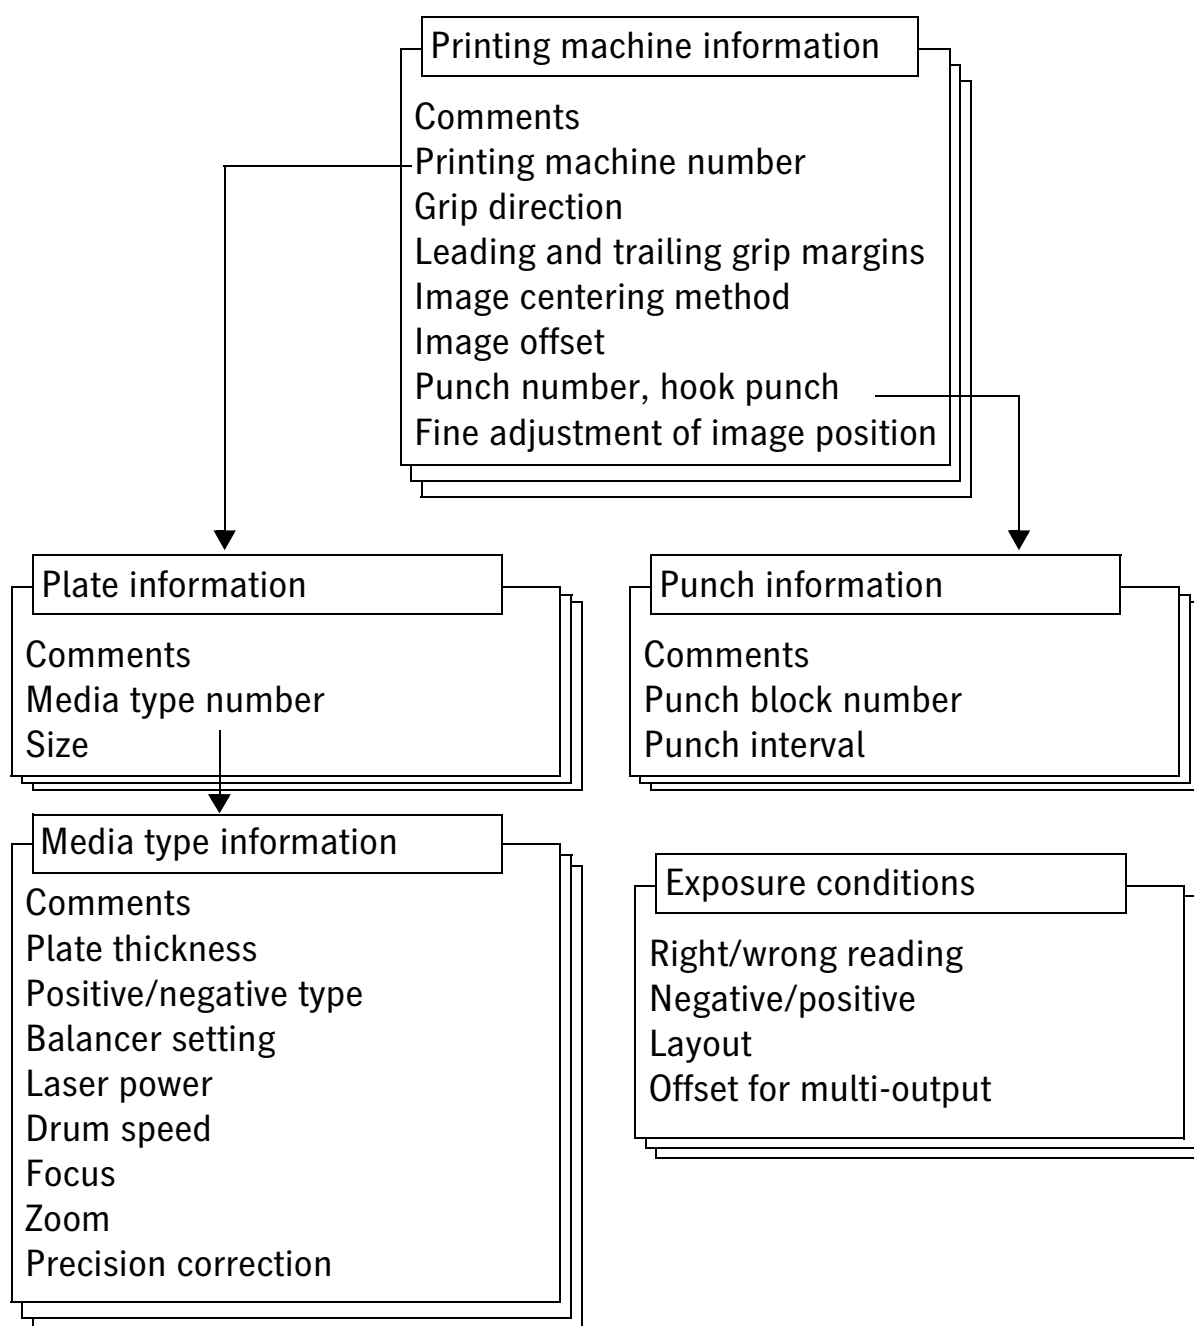 Printing machine information
Comments
Printing machine number
Grip direction
Leading and trailing grip margins
Image centering method
Image offset
Punch number, hook punch
Fine adjustment of image position
Plate information
Comments
Media type number
Size
Punch information
Comments
Punch block number
Punch interval
Media type information
Comments
Plate thickness
Positive/negative type
Balancer setting
Laser power
Drum speed
Focus
Zoom
Precision correction
Exposure conditions
Right/wrong reading
Negative/positive
Layout
Offset for multi-output